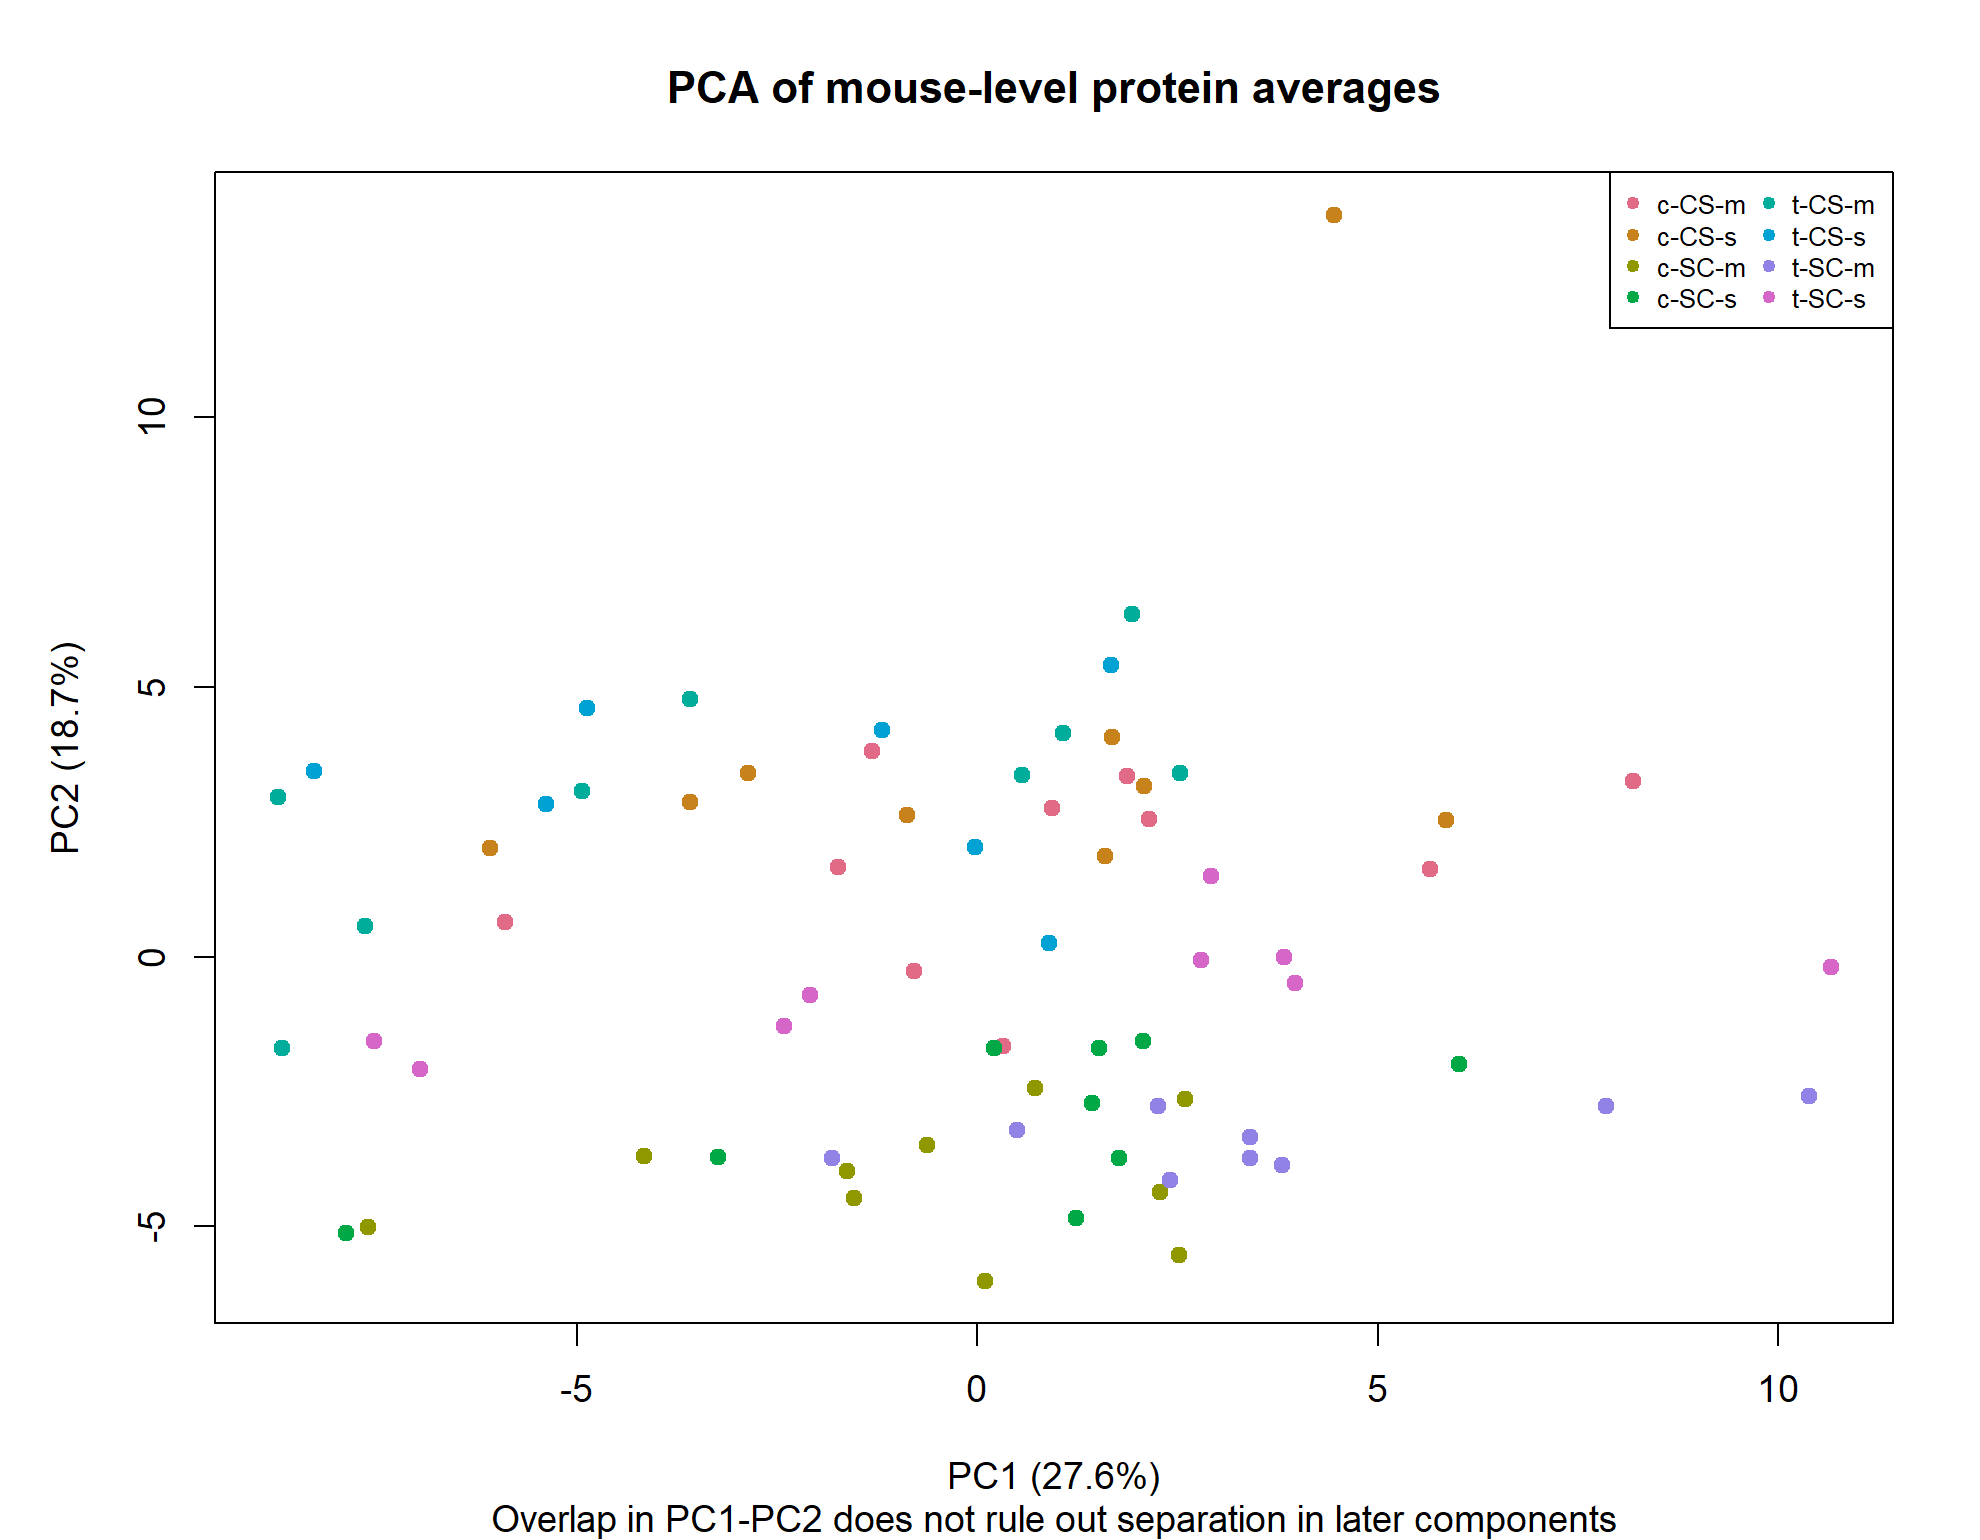 PCA of mouse-level protein averages
c-CS-m
c-CS-s
c-SC-m
c-SC-s
t-CS-m
t-CS-s
t-SC-m
t-SC-s
10
5
0
-5
PC2 (18.7%)
-5
0
5
10
PC1 (27.6%)
Overlap in PC1-PC2 does not rule out separation in later components